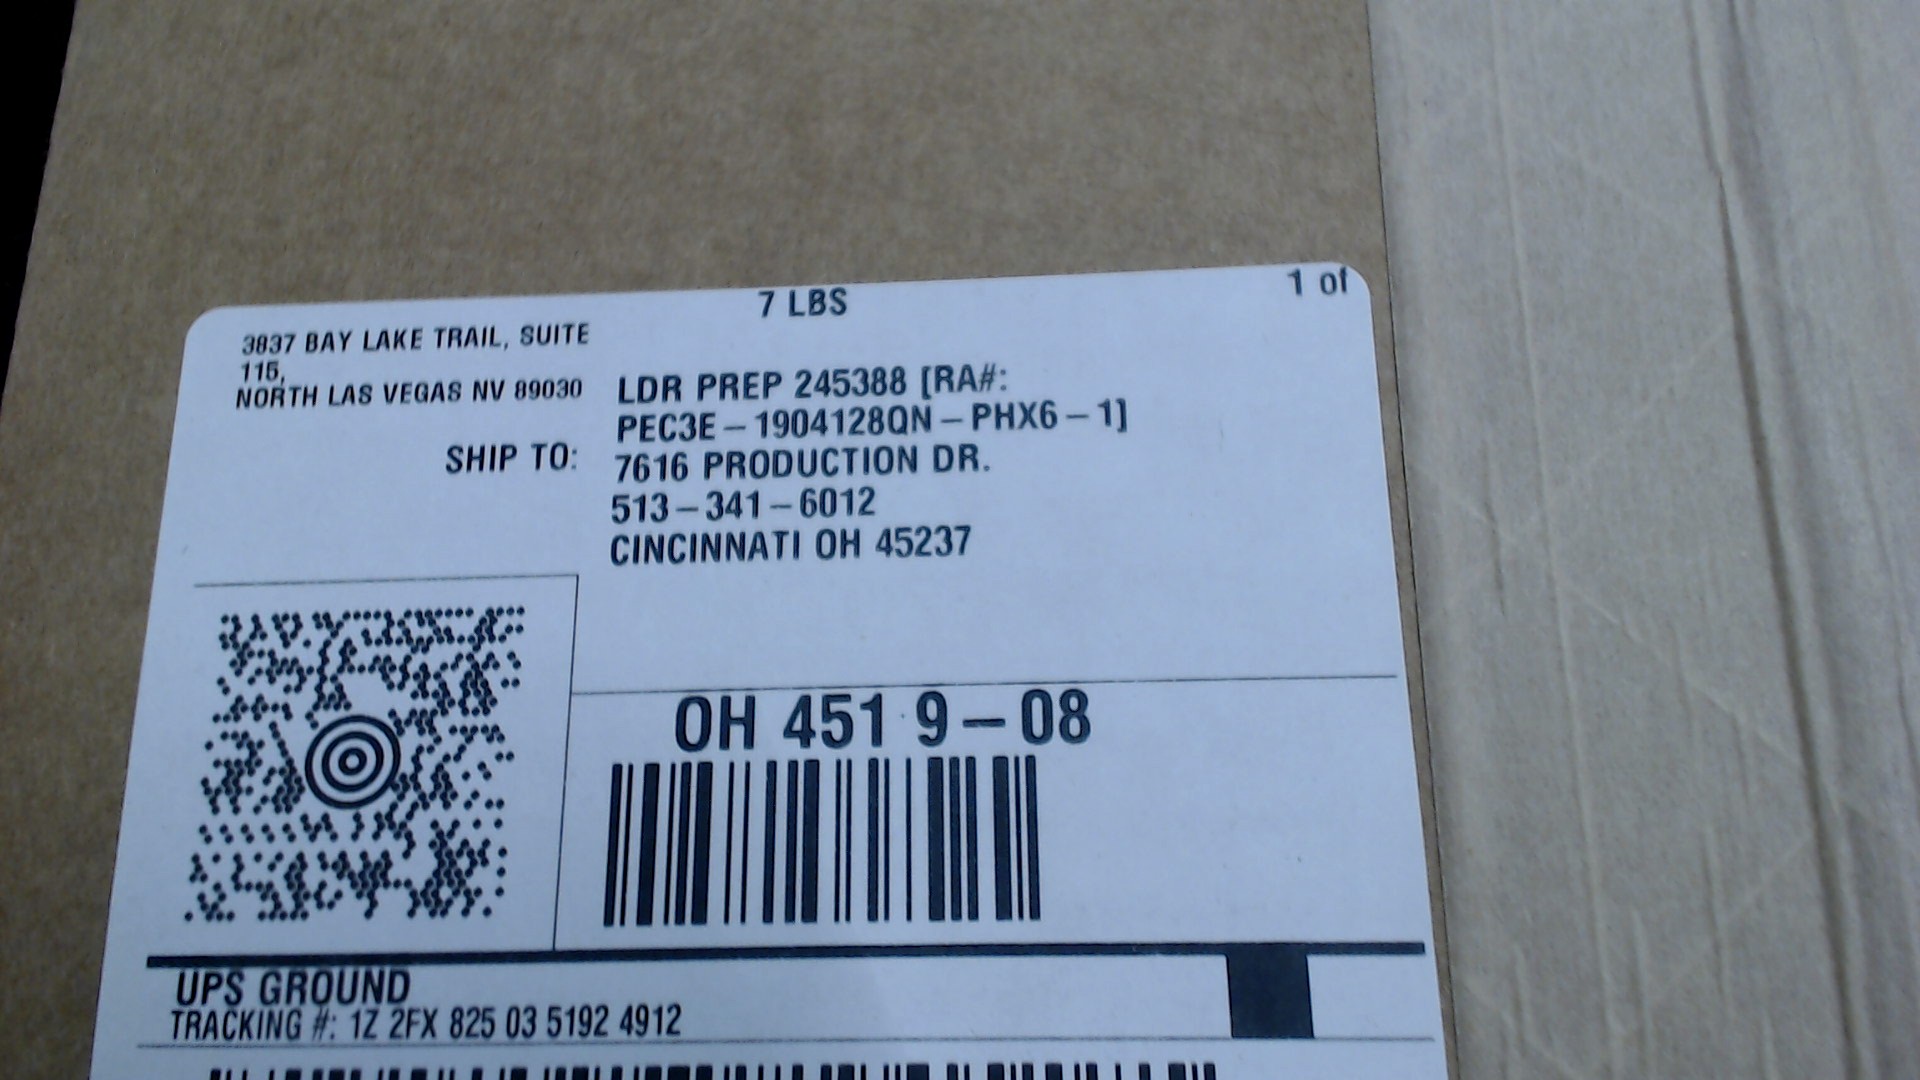 7 LBS
1 of
3837 BAY LAKE TRAIL, SUITE
115,
NORTH LAS VEGAS NV 89030
SHIP TO:
LDR PREP 245388 [RA#:
PEC3E-1904128QN-PHX6-1]
7616 PRODUCTION DR.
513-341-6012
CINCINNATI OH 45237
OH 451 9-08
UPS GROUND
TRACKING #: 1Z 2FX 825 03 5192 4912